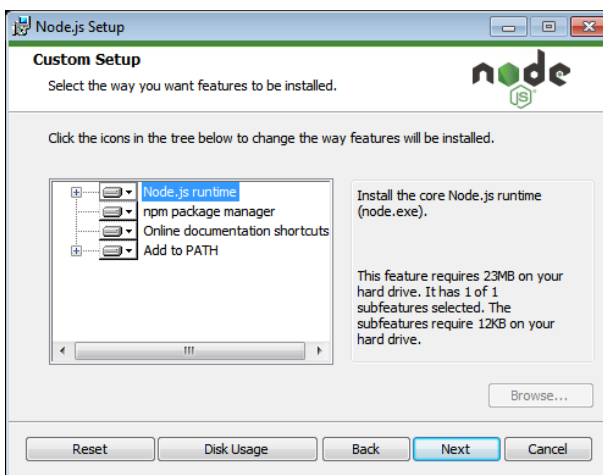 Node.js Setup
Custom Setup
Select the way you want features to be installed.
node
JS
Click the icons in the tree below to change the way features will be installed.
Node.js runtime
npm package manager
Online documentation shortcuts
Add to PATH
Install the core Node.js runtime
(node.exe).
This feature requires 23MB on your
hard drive. It has 1 of 1
subfeatures selected. The
subfeatures require 12KB on your
hard drive.
Browse...
Reset
Disk Usage
Back
Next
Cancel